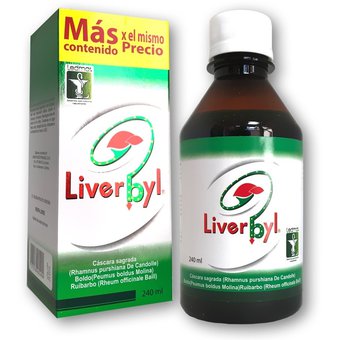 Más x el mismo
contenido Precio
Ledmar
Liverbyl
Cáscara sagrada
(Rhamnus purshiana De Candolle)
Boldo(Peumus boldus Molina)
Ruibarbo (Rheum officinale Baill)
240 ml
Liverbyl
Cáscara sagrada
(Rhamnus purshiana De Candolle)
Boldo(Peumus boldus Molina)Ruibarbo (Rheum officinale Baill)
240 ml